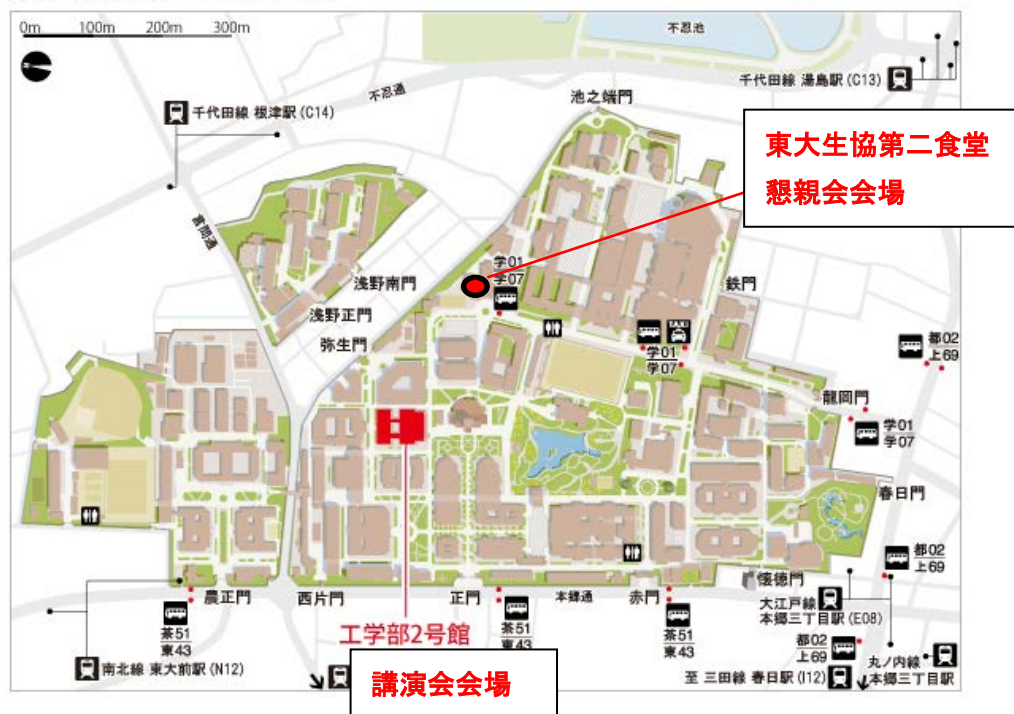 0m 100m 200m 300m
不忍池
千代田線 湯島駅 (C13)
不忍通
池之端門
千代田線 根津駅 (C14)
東大生協第二食堂
懇親会会場
言問通
学01
学07
浅野南門
鉄門
浅野正門
TAXI
弥生門
学01
学07
都02
上69
龍岡門
学01
学07
春日門
都02
上69
懐徳門
農正門
西片門
正門
本郷通
赤門
大江戸線
本郷三丁目駅 (E08)
茶51
東43
工学部2号館
茶51
東43
茶51
東43
都02
上69
南北線 東大前駅 (N12)
講演会会場
至 三田線 春日駅 (I12)
丸ノ内線
本郷三丁目駅